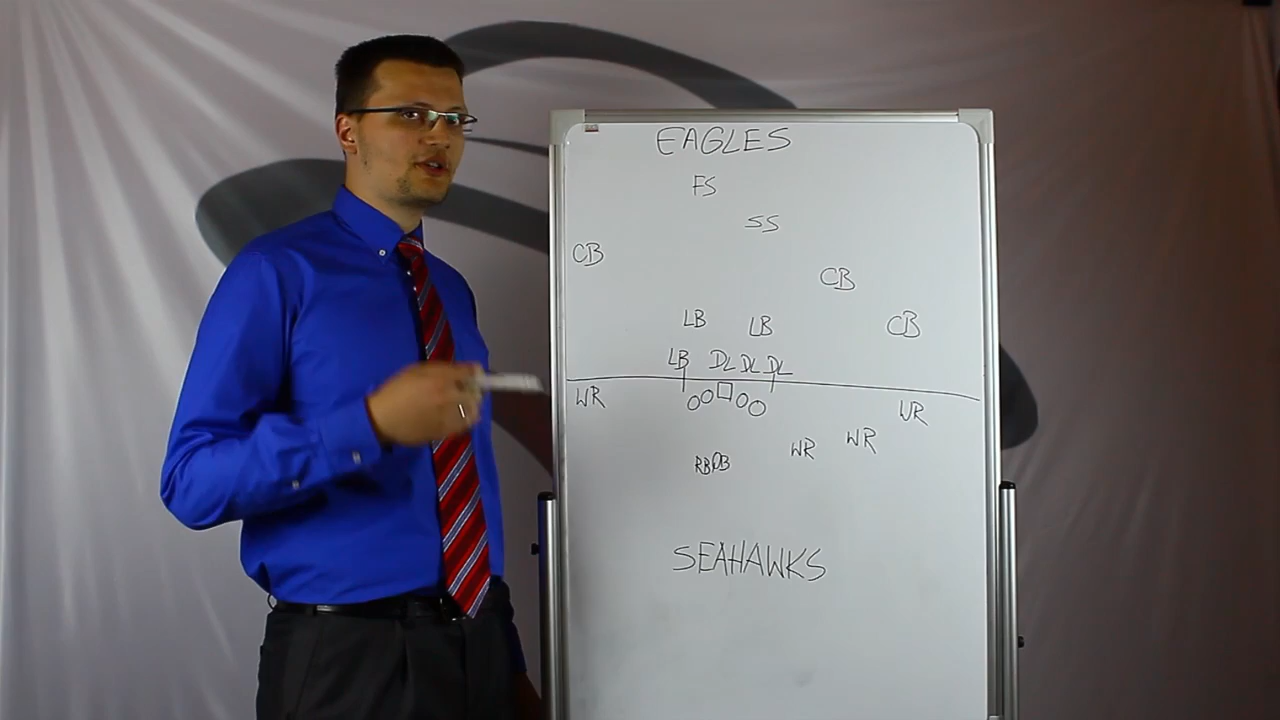 EAGLES
FS
SS
CB
CB
LB LB CB
LB DL DL DL
WR WR
WR WR
RB QB
SEAHAWKS